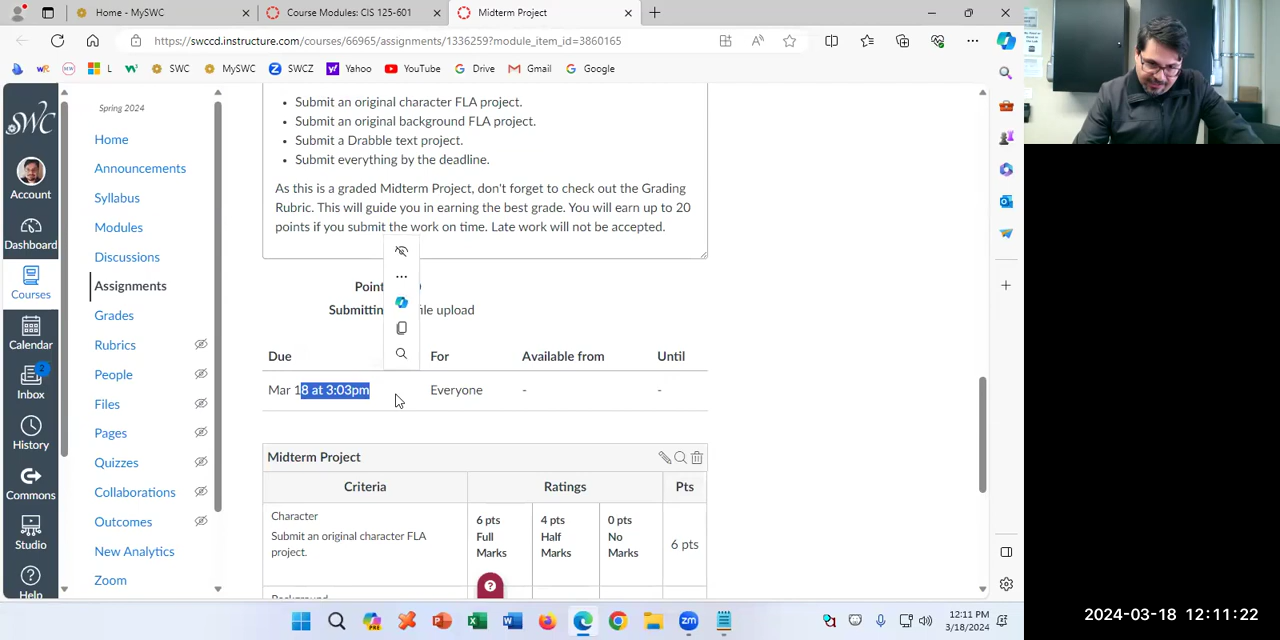 Home - MySWC
Course Modules: CIS 125-601
Midterm Project
https://swccd.instructure.com/courses/66965/assignments/1336259?module_item_id=3860165
L
SWC
MySWC
SWCZ
Yahoo
YouTube
Drive
Gmail
Google
SWC
Account
Dashboard
Courses
Calendar
2
Inbox
History
Commons
Studio
Help
Spring 2024
Home
Announcements
Syllabus
Modules
Discussions
Assignments
Grades
Rubrics
People
Files
Pages
Quizzes
Collaborations
Outcomes
New Analytics
Zoom
• Submit an original character FLA project.
• Submit an original background FLA project.
• Submit a Drabble text project.
• Submit everything by the deadline.
As this is a graded Midterm Project, don't forget to check out the Grading
Rubric. This will guide you in earning the best grade. You will earn up to 20
points if you submit the work on time. Late work will not be accepted.
Point
Submittin file upload
Due For Available from Until
Mar 18 at 3:03pm Everyone - -
Midterm Project
Criteria Ratings Pts
Character
Submit an original character FLA
project.
6 pts
Full
Marks
4 pts
Half
Marks
0 pts
No
Marks
6 pts
12:11 PM
3/18/2024
2024-03-18 12:11:22